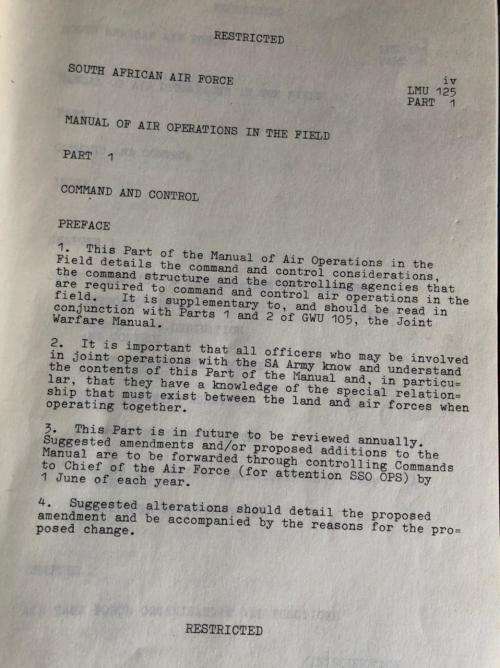 RESTRICTED
SOUTH AFRICAN AIR FORCE
iv
LMU 125
PART 1
MANUAL OF AIR OPERATIONS IN THE FIELD
PART 1
COMMAND AND CONTROL
PREFACE
1. This Part of the Manual of Air Operations in the
Field details the command and control considerations,
the command structure and the controlling agencies that
are required to command and control air operations in the
field. It is supplementary to, and should be read in
conjunction with Parts 1 and 2 of GWU 105, the Joint
Warfare Manual.
2. It is important that all officers who may be involved
in joint operations with the SA Army know and understand
the contents of this Part of the Manual and, in particu=
lar, that they have a knowledge of the special relation=
ship that must exist between the land and air forces when
operating together.
3. This Part is in future to be reviewed annually.
Suggested amendments and/or proposed additions to the
Manual are to be forwarded through controlling Commands
to Chief of the Air Force (for attention SSO OPS) by
1 June of each year.
4. Suggested alterations should detail the proposed
amendment and be accompanied by the reasons for the pro=
posed change.
RESTRICTED